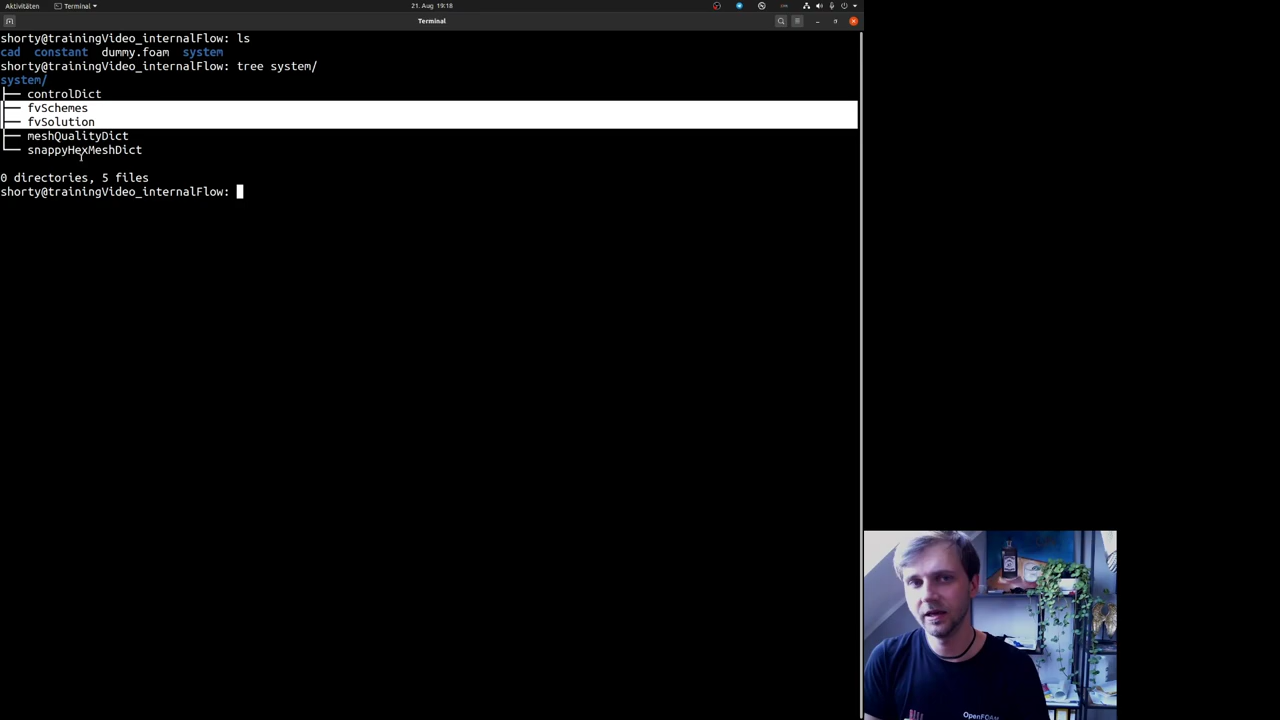 Aktivitäten
Terminal
21. Aug 19:18
Terminal
shorty@trainingVideo_internalFlow: ls
cad constant dummy.foam system
shorty@trainingVideo_internalFlow: tree system/
system/
├── controlDict
├── fvSchemes
├── fvSolution
├── meshQualityDict
└── snappyHexMeshDict
0 directories, 5 files
shorty@trainingVideo_internalFlow:
OpenFOAM